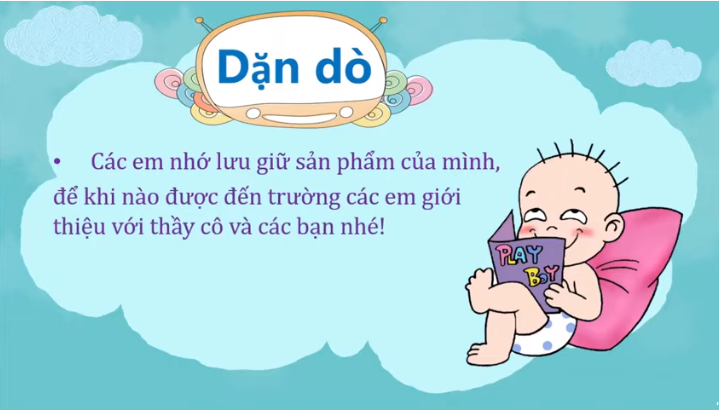 Dặn dò
• Các em nhớ lưu giữ sản phẩm của mình,
để khi nào được đến trường các em giới
thiệu với thầy cô và các bạn nhé!
PLAY
BOY